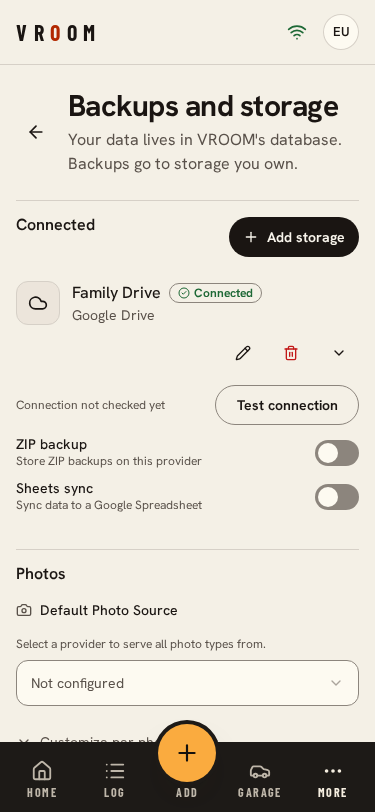 VROOM
EU
Backups and storage
Your data lives in VROOM's database.
Backups go to storage you own.
Connected
Add storage
Family Drive
Connected
Google Drive
Connection not checked yet
Test connection
ZIP backup
Store ZIP backups on this provider
Sheets sync
Sync data to a Google Spreadsheet
Photos
Default Photo Source
Select a provider to serve all photo types from.
Not configured
Customize per
HOME
LOG
ADD
GARAGE
MORE